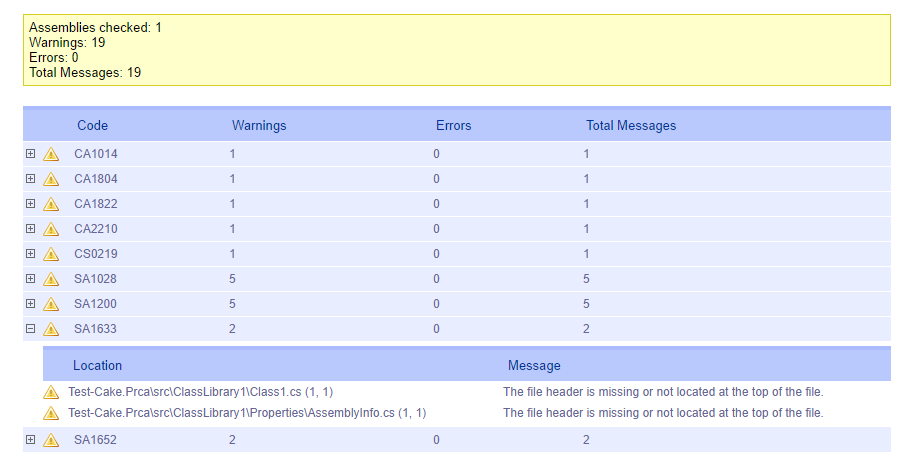 Assemblies checked: 1
Warnings: 19
Errors: 0
Total Messages: 19
Code Warnings Errors Total Messages
CA1014 1 0 1
CA1804 1 0 1
CA1822 1 0 1
CA2210 1 0 1
CS0219 1 0 1
SA1028 5 0 5
SA1200 5 0 5
SA1633 2 0 2
Location Message
Test-Cake.Prca\src\ClassLibrary1\Class1.cs (1, 1) The file header is missing or not located at the top of the file.
Test-Cake.Prca\src\ClassLibrary1\Properties\AssemblyInfo.cs (1, 1) The file header is missing or not located at the top of the file.
SA1652 2 0 2